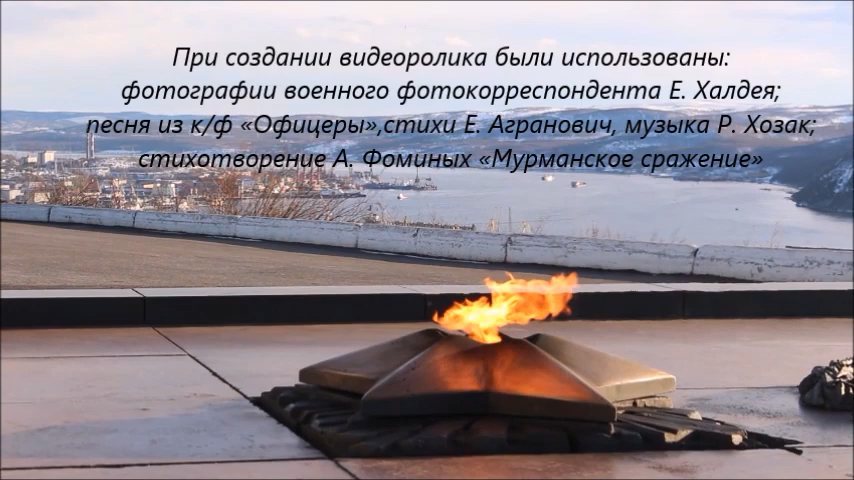 При создании видеоролика были использованы:
фотографии военного фотокорреспондента Е. Халдея;
песня из к/ф «Офицеры»,стихи Е. Агранович, музыка Р. Хозак;
стихотворение А. Фоминых «Мурманское сражение»